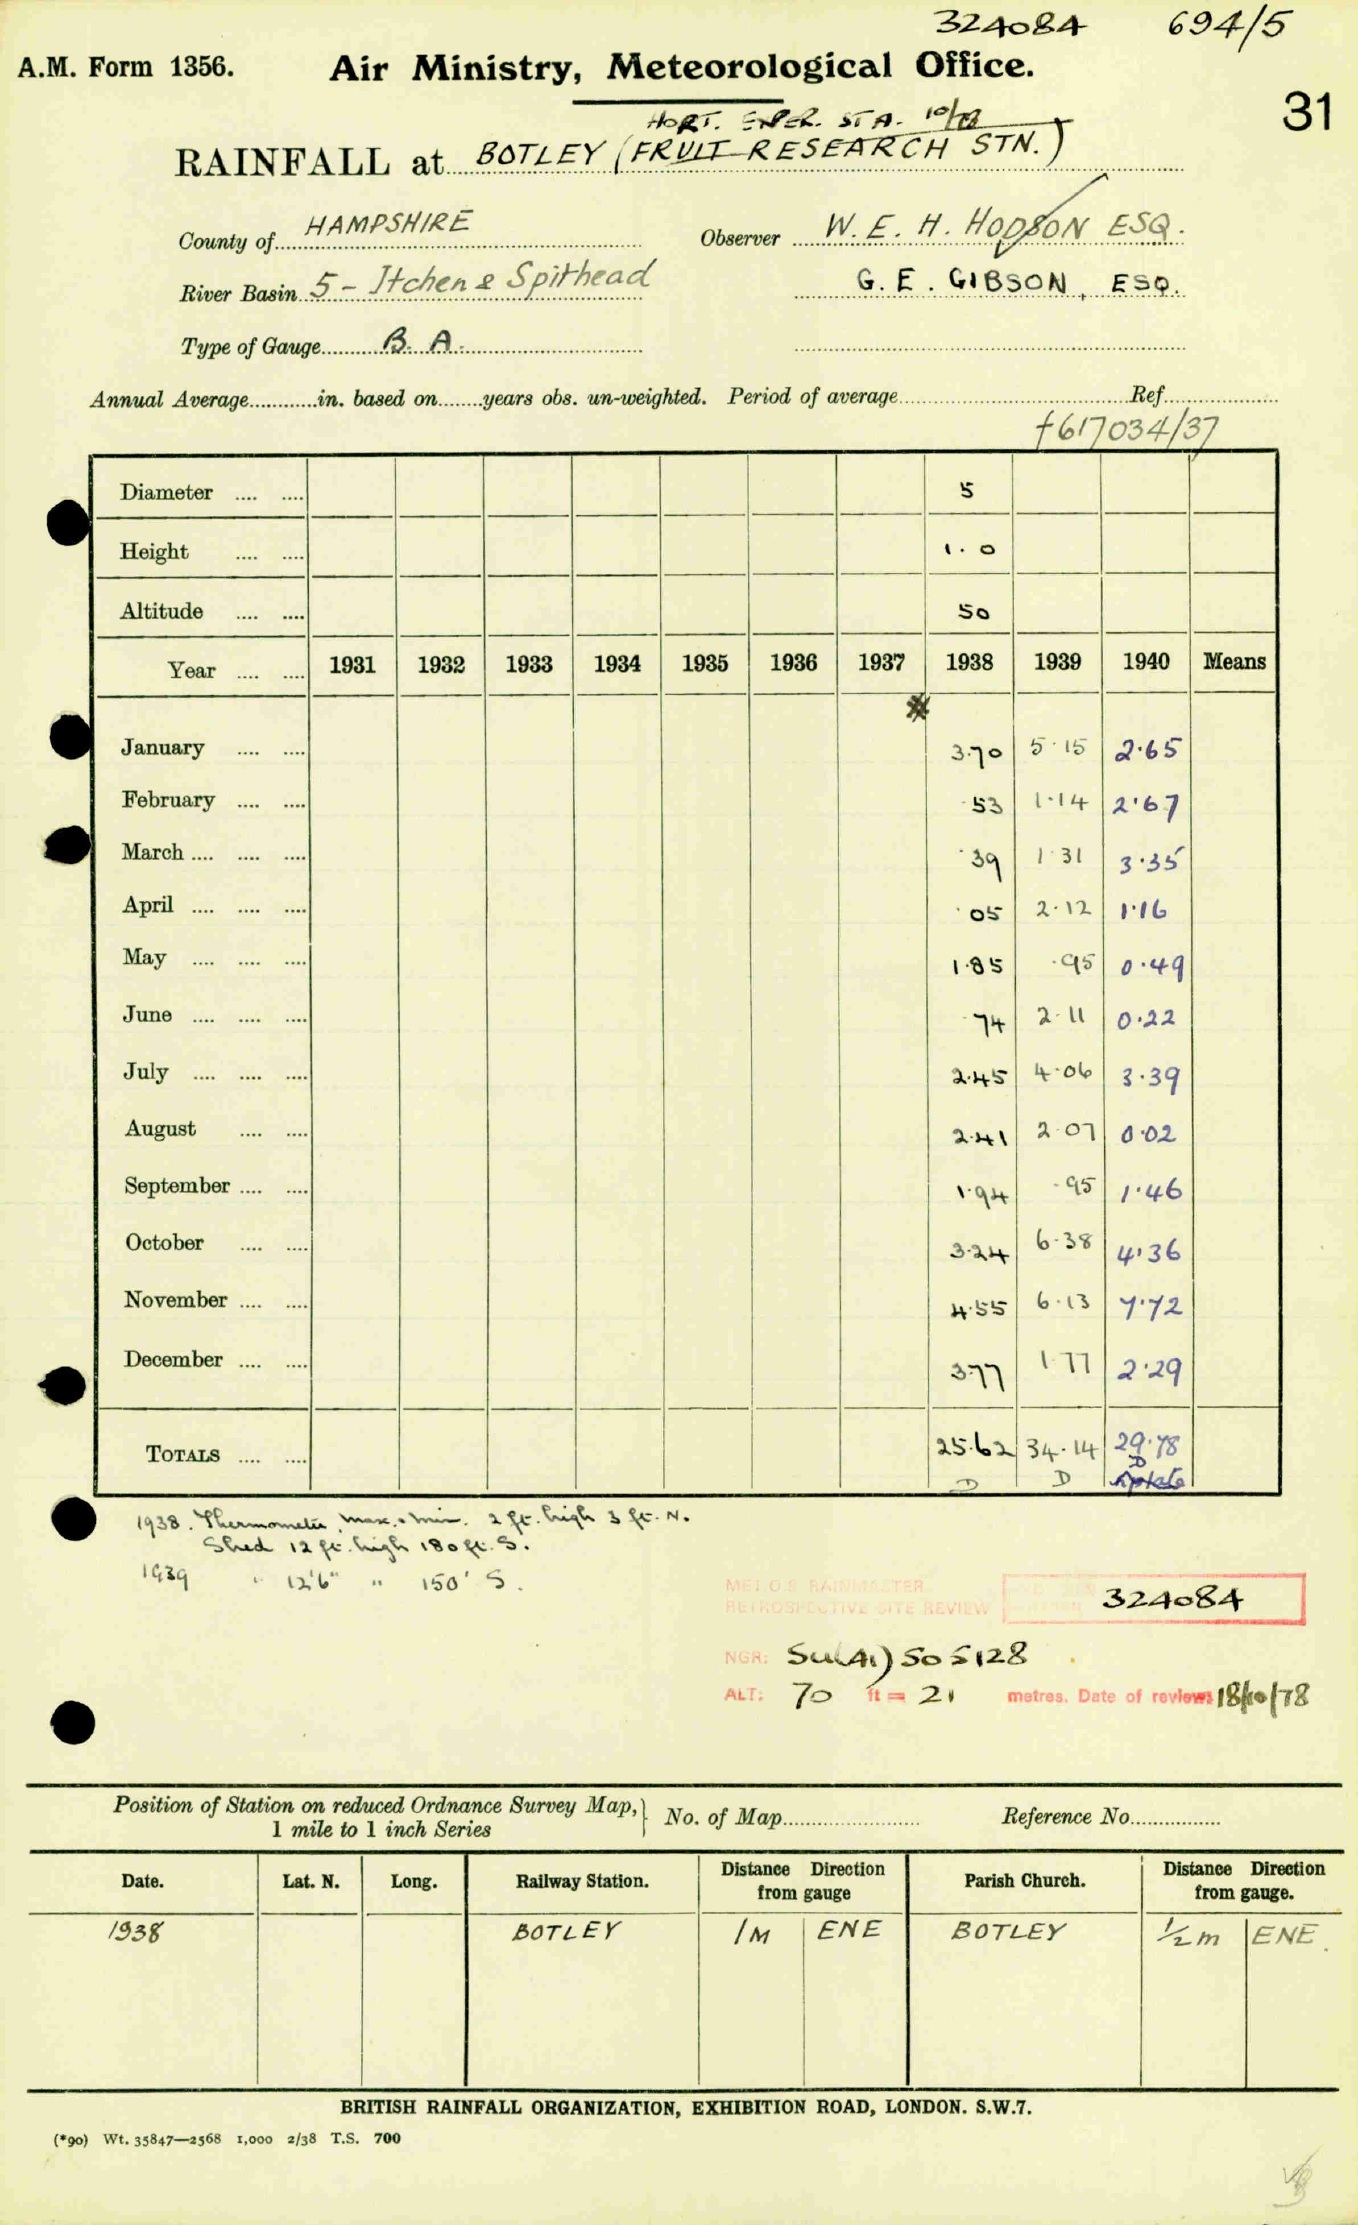 324084 694/5
A.M. Form 1356. Air Ministry, Meteorological Office.
31
HORT. EXPER. STA. 10/78
RAINFALL at BOTLEY (FRUIT RESEARCH STN.)
County of HAMPSHIRE Observer W. E. H. HODSON ESQ.
River Basin 5 - Itchen & Spithead G. E. GIBSON, ESQ.
Type of Gauge B. A.
Annual Average............in. based on........years obs. un-weighted. Period of average........................................Ref....................
†617034/37
Diameter .... .... 5
Height .... .... 1.0
Altitude .... .... 50
Year .... .... 1931 1932 1933 1934 1935 1936 1937 1938 1939 1940 Means
January .... .... 3.70 5.15 2.65
February .... .... .53 1.14 2.67
March .... .... .... .39 1.31 3.35
April .... .... .... .05 2.12 1.16
May .... .... .... 1.85 .95 0.49
June .... .... .... .74 2.11 0.22
July .... .... .... 2.45 4.06 3.39
August .... .... 2.41 2.07 0.02
September .... .... 1.94 .95 1.46
October .... .... 3.24 6.38 4.36
November .... .... 4.55 6.13 7.72
December .... .... 3.77 1.77 2.29
TOTALS .... .... 25.62 34.14 29.78
D D D
1938. Thermometer, max. & min. 2 ft. high 3 ft. N.
Shed 12 ft. high 180 ft. S.
1939 " 12'6" " 150' S.
MET O.8 RAINMASTER
RETROSPECTIVE SITE REVIEW 324084
NGR: SU(41) 505128
ALT: 70 ft = 21 metres. Date of review: 18/10/78
Position of Station on reduced Ordnance Survey Map, 1 mile to 1 inch Series } No. of Map........................ Reference No................
Date. Lat. N. Long. Railway Station. Distance Direction from gauge Parish Church. Distance Direction from gauge.
1938 BOTLEY 1M ENE BOTLEY ½m ENE.
BRITISH RAINFALL ORGANIZATION, EXHIBITION ROAD, LONDON. S.W.7.
(*90) Wt. 35847—2568 1,000 2/38 T.S. 700